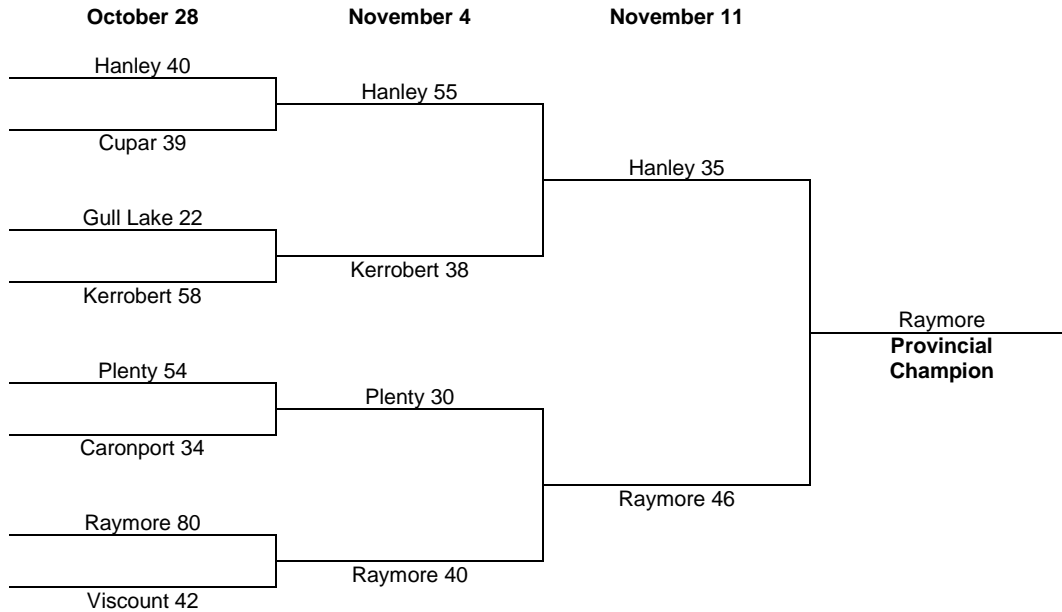 October 28
November 4
November 11
Hanley 40
Cupar 39
Gull Lake 22
Kerrobert 58
Plenty 54
Caronport 34
Raymore 80
Viscount 42
Hanley 55
Kerrobert 38
Plenty 30
Raymore 40
Hanley 35
Raymore 46
Raymore
Provincial
Champion